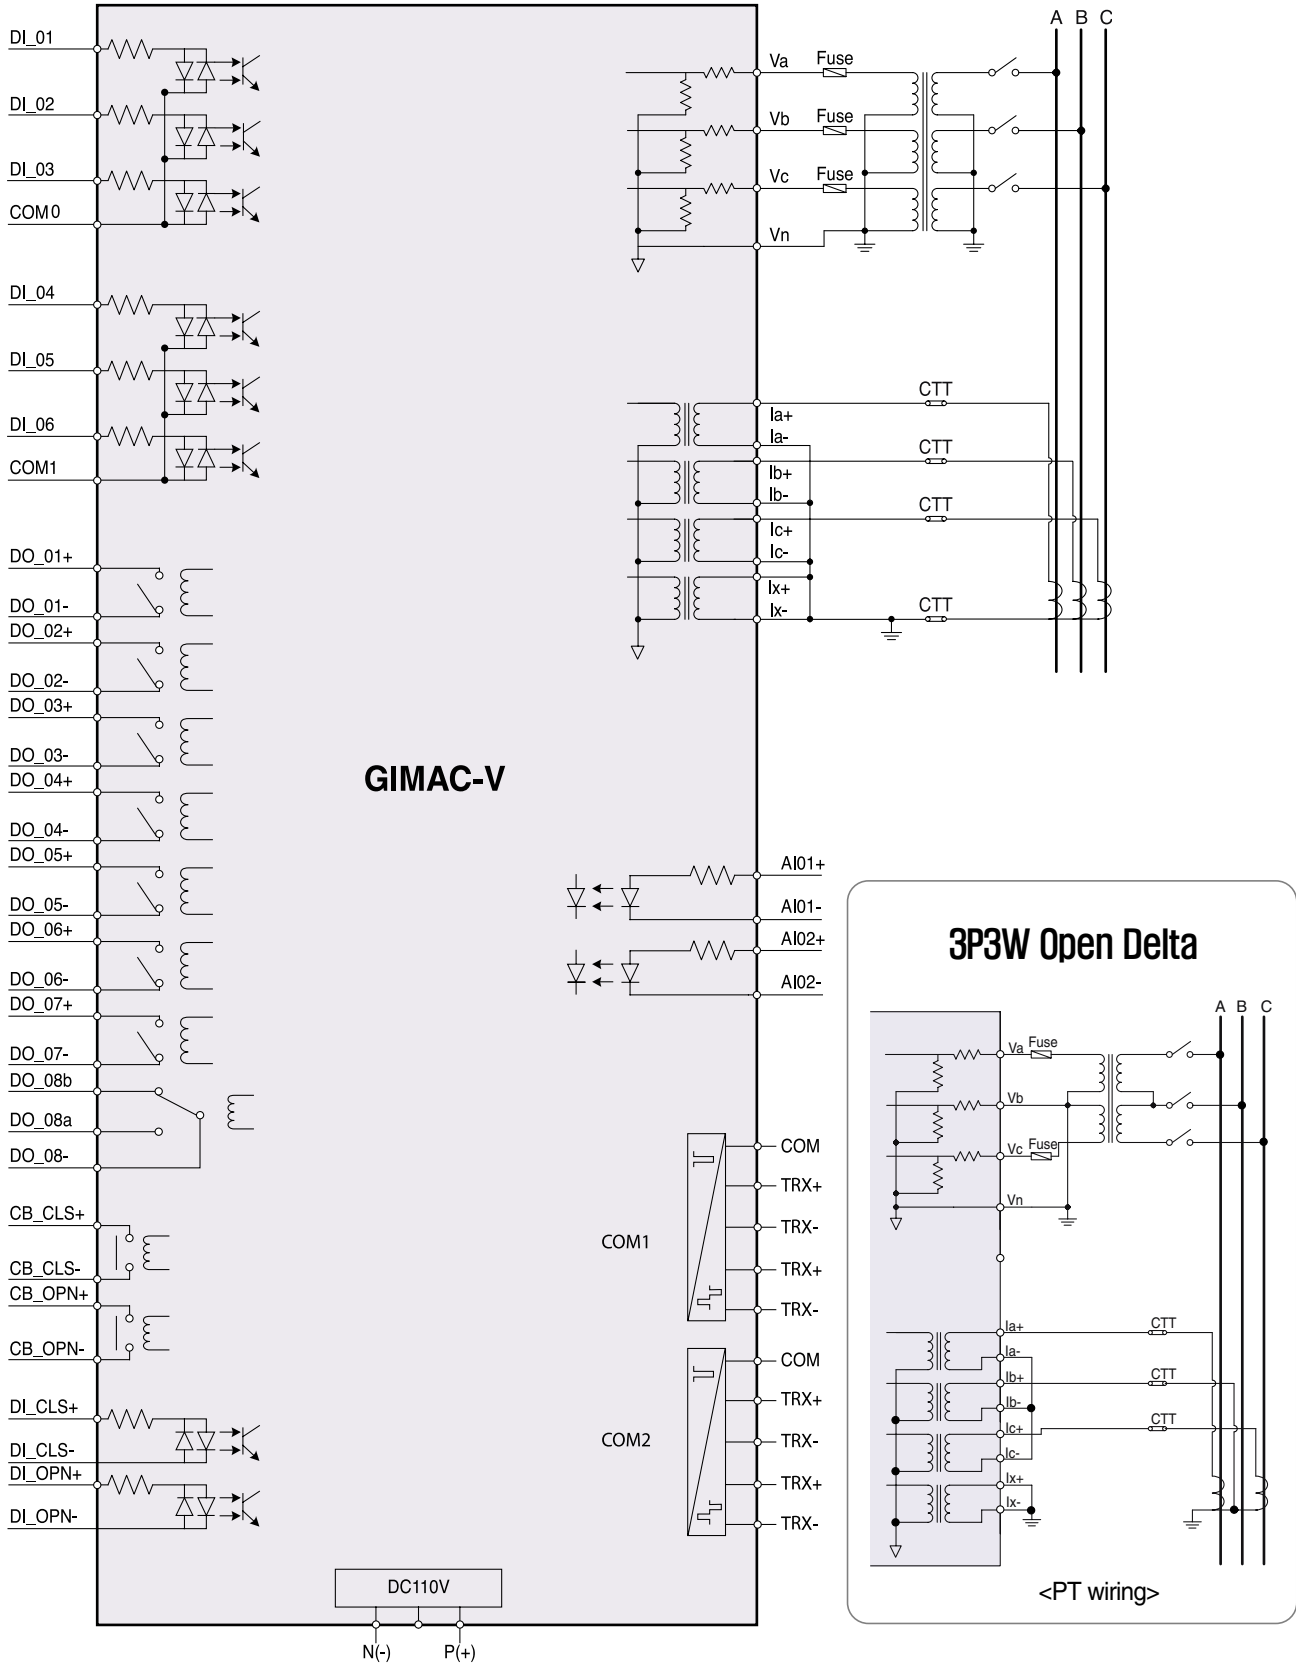 DI_01
DI_02
DI_03
COM0
DI_04
DI_05
DI_06
COM1
DO_01+
DO_01-
DO_02+
DO_02-
DO_03+
DO_03-
DO_04+
DO_04-
DO_05+
DO_05-
DO_06+
DO_06-
DO_07+
DO_07-
DO_08b
DO_08a
DO_08-
CB_CLS+
CB_CLS-
CB_OPN+
CB_OPN-
DI_CLS+
DI_CLS-
DI_OPN+
DI_OPN-
GIMAC-V
DC110V
N(-) P(+)
A B C
Va Fuse
Vb Fuse
Vc Fuse
Vn
CTT
Ia+
Ia-
CTT
Ib+
Ib-
CTT
Ic+
Ic-
Ix+
Ix- CTT
AI01+
AI01-
AI02+
AI02-
COM1
COM
TRX+
TRX-
TRX+
TRX-
COM2
COM
TRX+
TRX-
TRX+
TRX-
3P3W Open Delta
A B C
Va Fuse
Vb
Vc Fuse
Vn
Ia+ CTT
Ia-
Ib+ CTT
Ib-
Ic+ CTT
Ic-
Ix+
Ix-
<PT wiring>